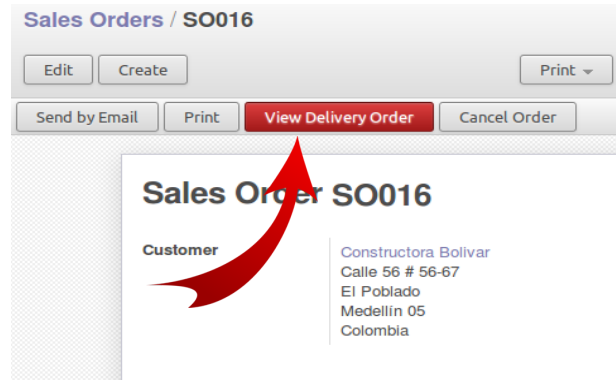 Sales Orders / SO016
Edit Create Print
Send by Email Print View Delivery Order Cancel Order
Sales Order SO016
Customer Constructora Bolivar
Calle 56 # 56-67
El Poblado
Medellín 05
Colombia